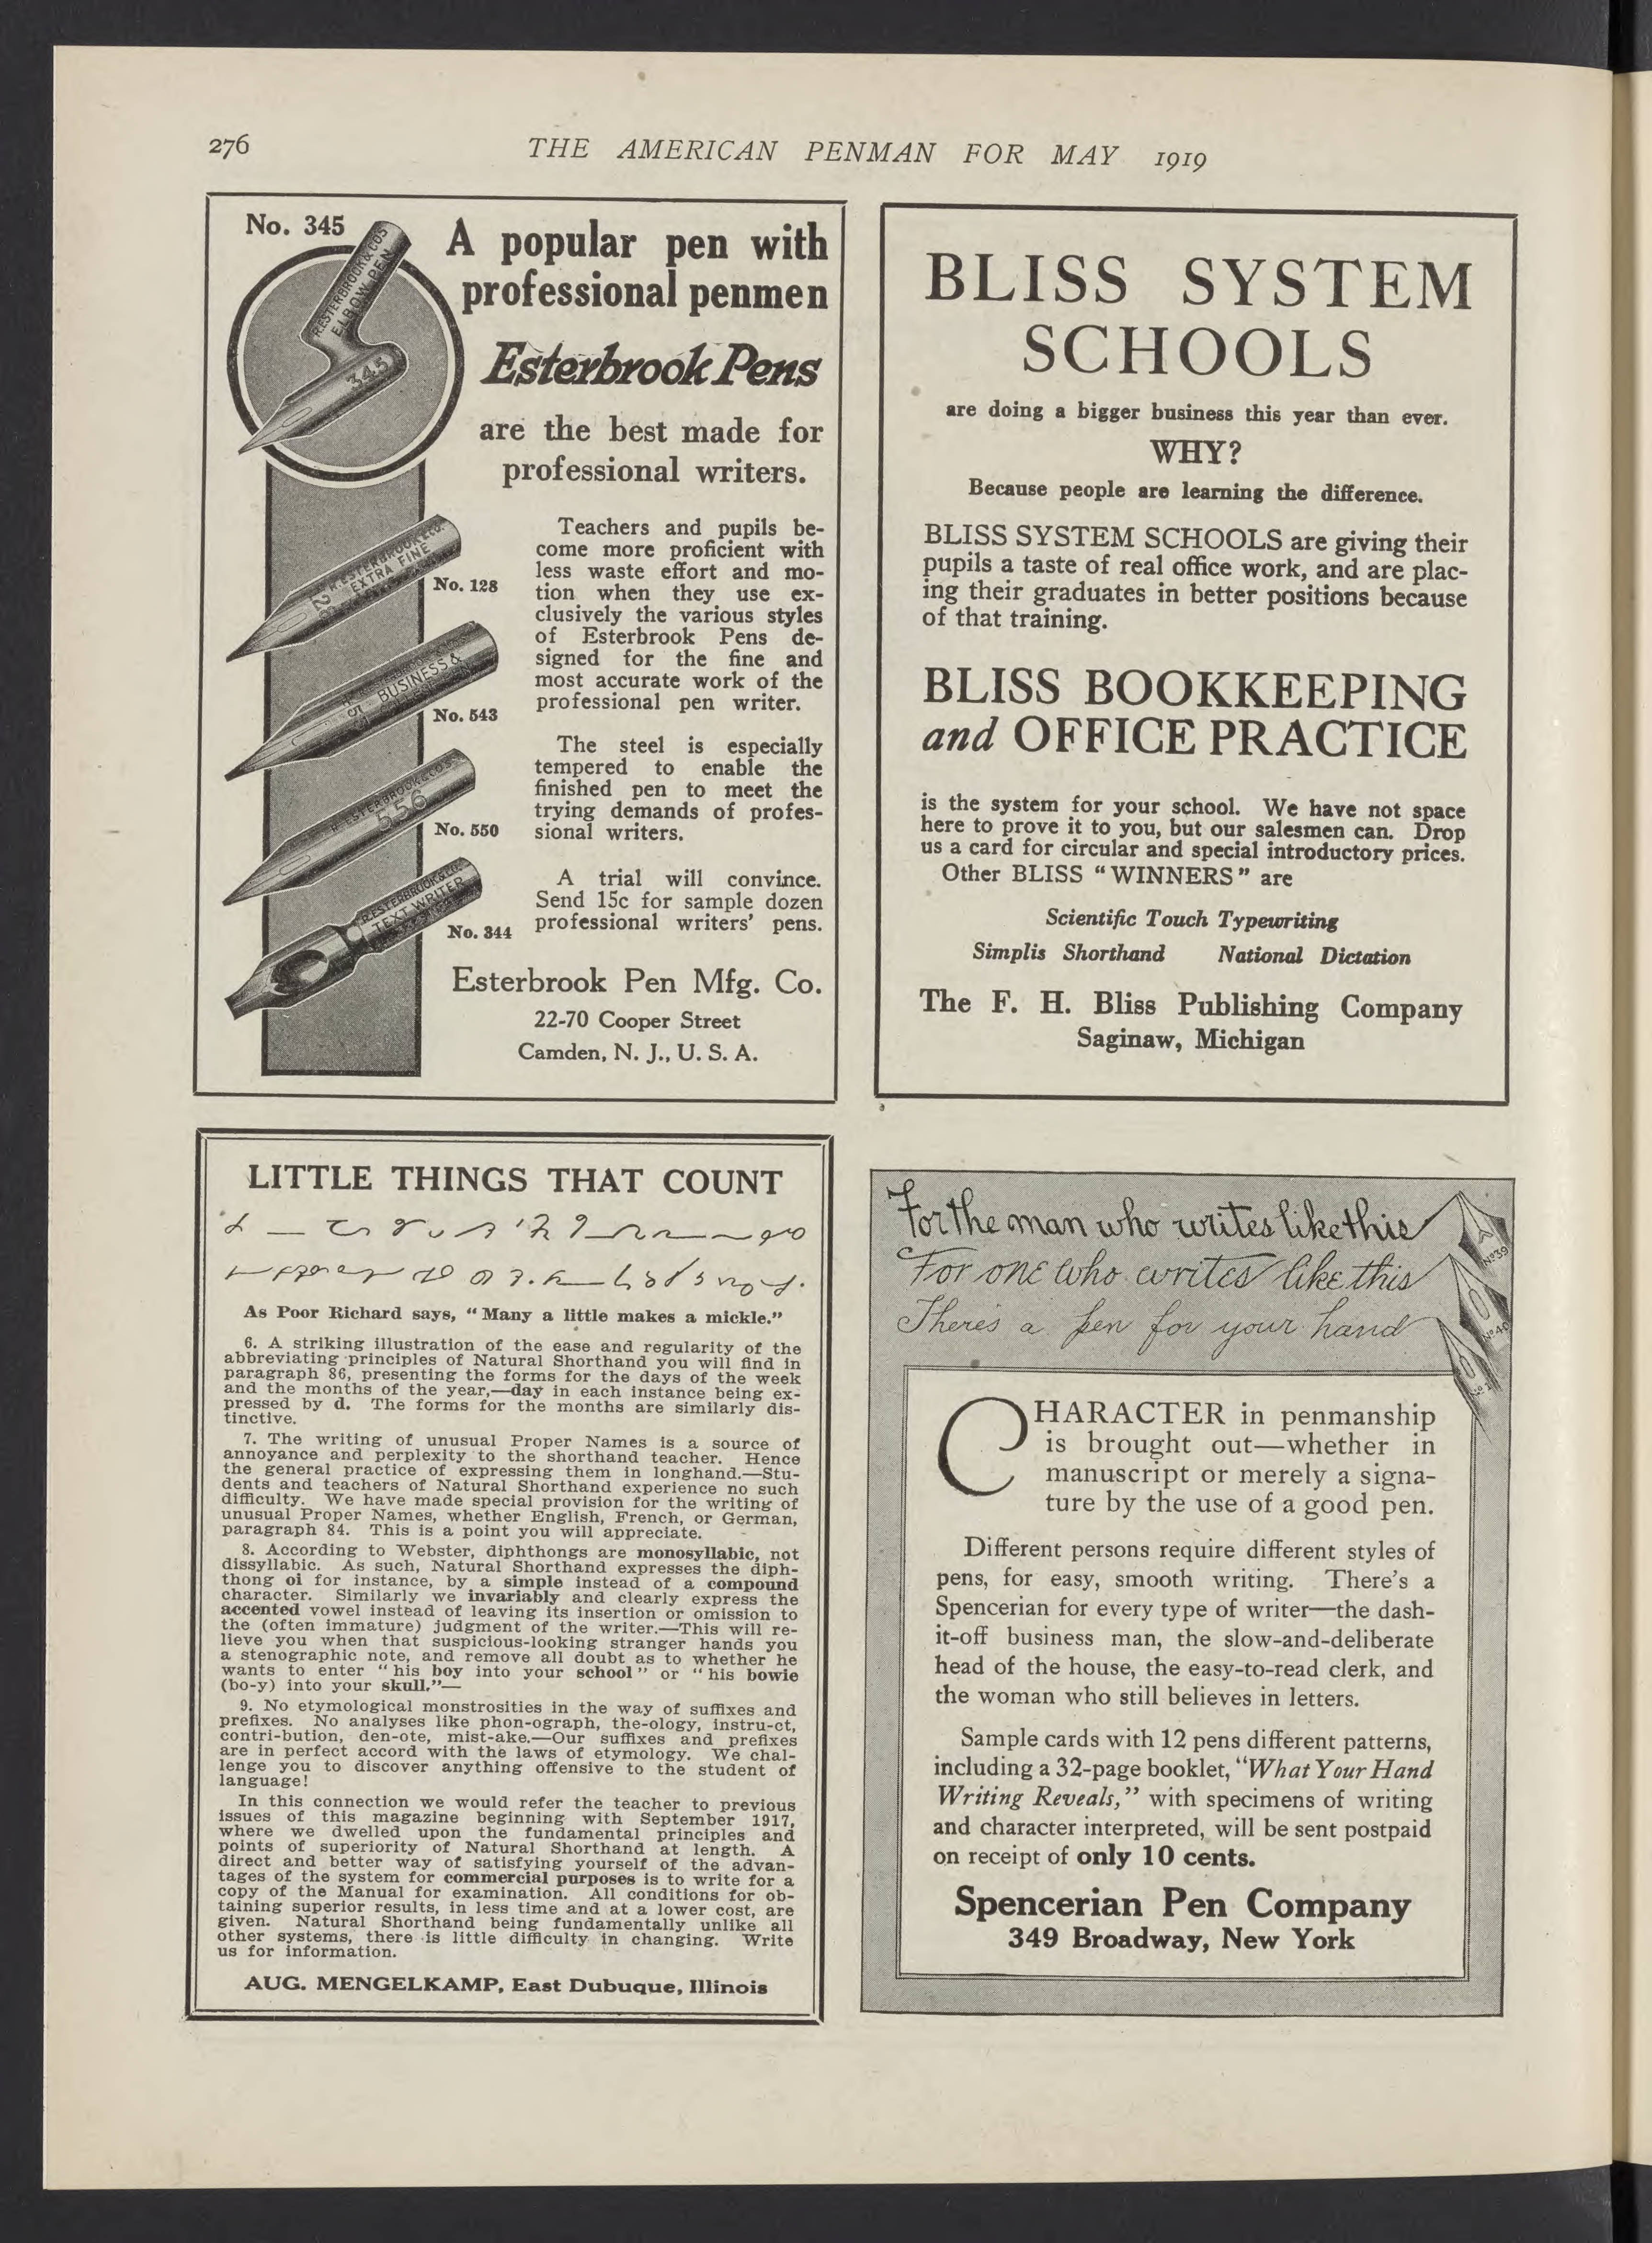 276
THE AMERICAN PENMAN FOR MAY 1919
No. 345
R.ESTERBROOK & CO'S
ELBOW PEN
345
A popular pen with
professional penmen
Esterbrook Pens
are the best made for
professional writers.
R. ESTERBROOK & CO.
EXTRA FINE
No. 128
BUSINESS &
No. 543
R. ESTERBROOK & CO'S
556
No. 550
R.ESTERBROOK & CO.
TEXT WRITER
No. 344
Teachers and pupils be-
come more proficient with
less waste effort and mo-
tion when they use ex-
clusively the various styles
of Esterbrook Pens de-
signed for the fine and
most accurate work of the
professional pen writer.
The steel is especially
tempered to enable the
finished pen to meet the
trying demands of profes-
sional writers.
A trial will convince.
Send 15c for sample dozen
professional writers' pens.
Esterbrook Pen Mfg. Co.
22-70 Cooper Street
Camden, N. J., U. S. A.
BLISS SYSTEM
SCHOOLS
are doing a bigger business this year than ever.
WHY?
Because people are learning the difference.
BLISS SYSTEM SCHOOLS are giving their
pupils a taste of real office work, and are plac-
ing their graduates in better positions because
of that training.
BLISS BOOKKEEPING
and OFFICE PRACTICE
is the system for your school. We have not space
here to prove it to you, but our salesmen can. Drop
us a card for circular and special introductory prices.
Other BLISS "WINNERS" are
Scientific Touch Typewriting
Simplis Shorthand National Dictation
The F. H. Bliss Publishing Company
Saginaw, Michigan
LITTLE THINGS THAT COUNT
As Poor Richard says, "Many a little makes a mickle."
6. A striking illustration of the ease and regularity of the
abbreviating principles of Natural Shorthand you will find in
paragraph 86, presenting the forms for the days of the week
and the months of the year,—day in each instance being ex-
pressed by d. The forms for the months are similarly dis-
tinctive.
7. The writing of unusual Proper Names is a source of
annoyance and perplexity to the shorthand teacher. Hence
the general practice of expressing them in longhand.—Stu-
dents and teachers of Natural Shorthand experience no such
difficulty. We have made special provision for the writing of
unusual Proper Names, whether English, French, or German,
paragraph 84. This is a point you will appreciate.
8. According to Webster, diphthongs are monosyllabic, not
dissyllabic. As such, Natural Shorthand expresses the diph-
thong oi for instance, by a simple instead of a compound
character. Similarly we invariably and clearly express the
accented vowel instead of leaving its insertion or omission to
the (often immature) judgment of the writer.—This will re-
lieve you when that suspicious-looking stranger hands you
a stenographic note, and remove all doubt as to whether he
wants to enter "his boy into your school" or "his bowie
(bo-y) into your skull."—
9. No etymological monstrosities in the way of suffixes and
prefixes. No analyses like phon-ograph, the-ology, instru-ct,
contri-bution, den-ote, mist-ake.—Our suffixes and prefixes
are in perfect accord with the laws of etymology. We chal-
lenge you to discover anything offensive to the student of
language!
In this connection we would refer the teacher to previous
issues of this magazine beginning with September 1917,
where we dwelled upon the fundamental principles and
points of superiority of Natural Shorthand at length. A
direct and better way of satisfying yourself of the advan-
tages of the system for commercial purposes is to write for a
copy of the Manual for examination. All conditions for ob-
taining superior results, in less time and at a lower cost, are
given. Natural Shorthand being fundamentally unlike all
other systems, there is little difficulty in changing. Write
us for information.
AUG. MENGELKAMP, East Dubuque, Illinois
For the man who writes like this
For one who writes like this
There's a pen for your hand
No 39
No 40
CHARACTER in penmanship
is brought out—whether in
manuscript or merely a signa-
ture by the use of a good pen.
Different persons require different styles of
pens, for easy, smooth writing. There's a
Spencerian for every type of writer—the dash-
it-off business man, the slow-and-deliberate
head of the house, the easy-to-read clerk, and
the woman who still believes in letters.
Sample cards with 12 pens different patterns,
including a 32-page booklet, "What Your Hand
Writing Reveals," with specimens of writing
and character interpreted, will be sent postpaid
on receipt of only 10 cents.
Spencerian Pen Company
349 Broadway, New York